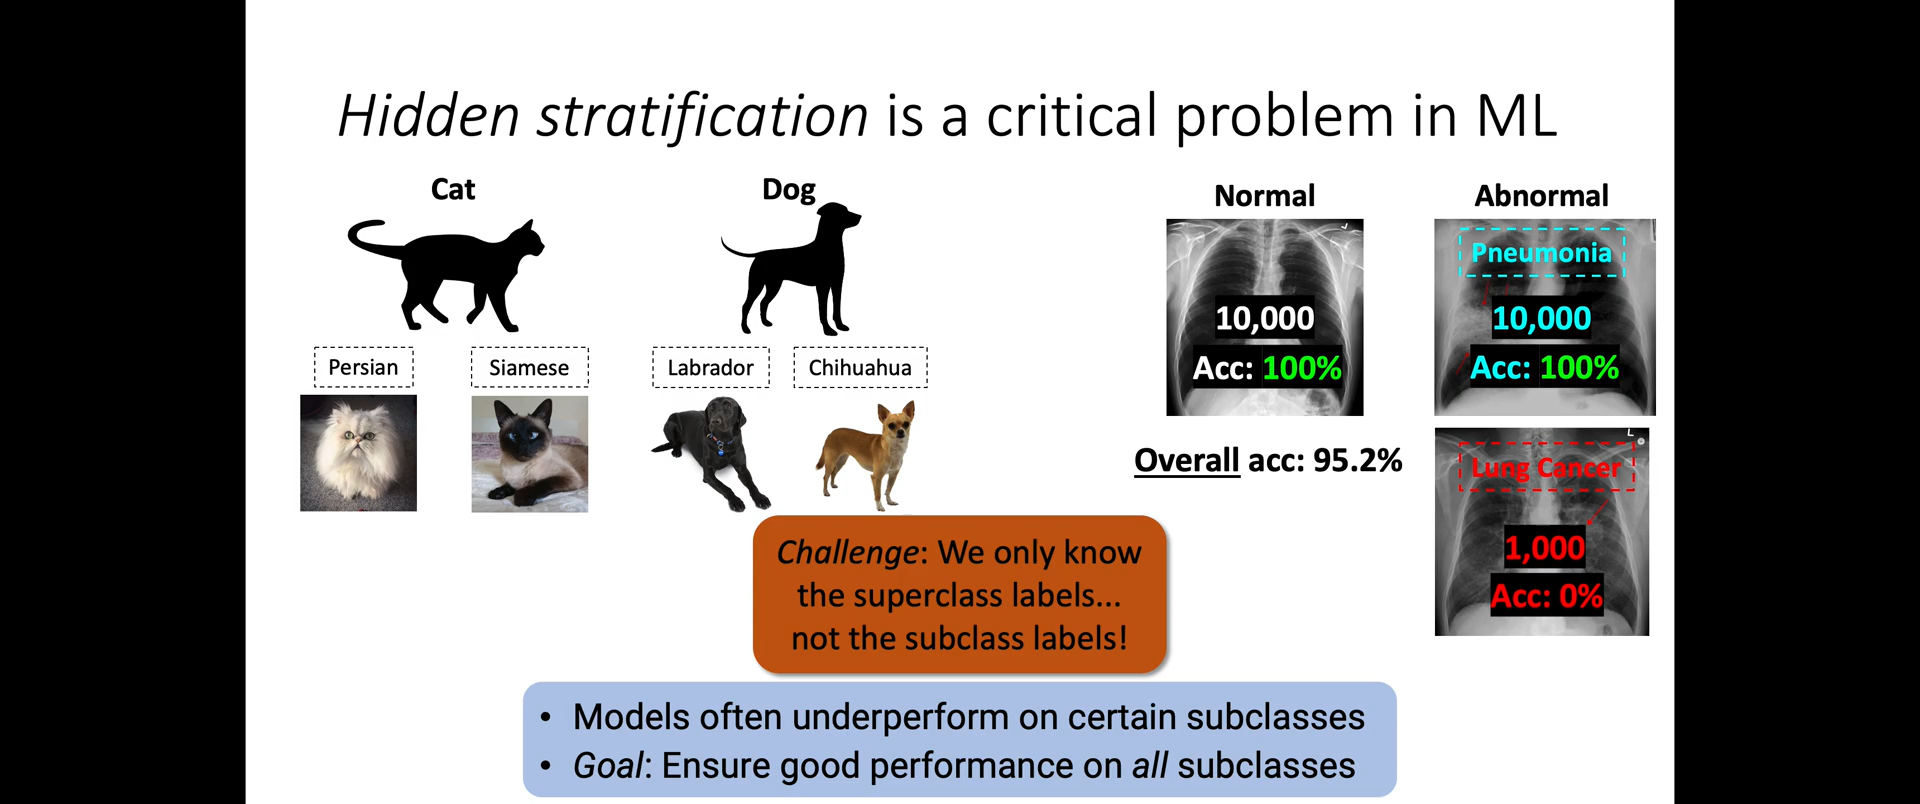 Hidden stratification is a critical problem in ML
Cat
Dog
Persian
Siamese
Labrador
Chihuahua
Normal
10,000
Acc: 100%
Abnormal
Pneumonia
10,000
Acc: 100%
Overall acc: 95.2%
L
Lung Cancer
1,000
Acc: 0%
Challenge: We only know
the superclass labels...
not the subclass labels!
• Models often underperform on certain subclasses
• Goal: Ensure good performance on all subclasses